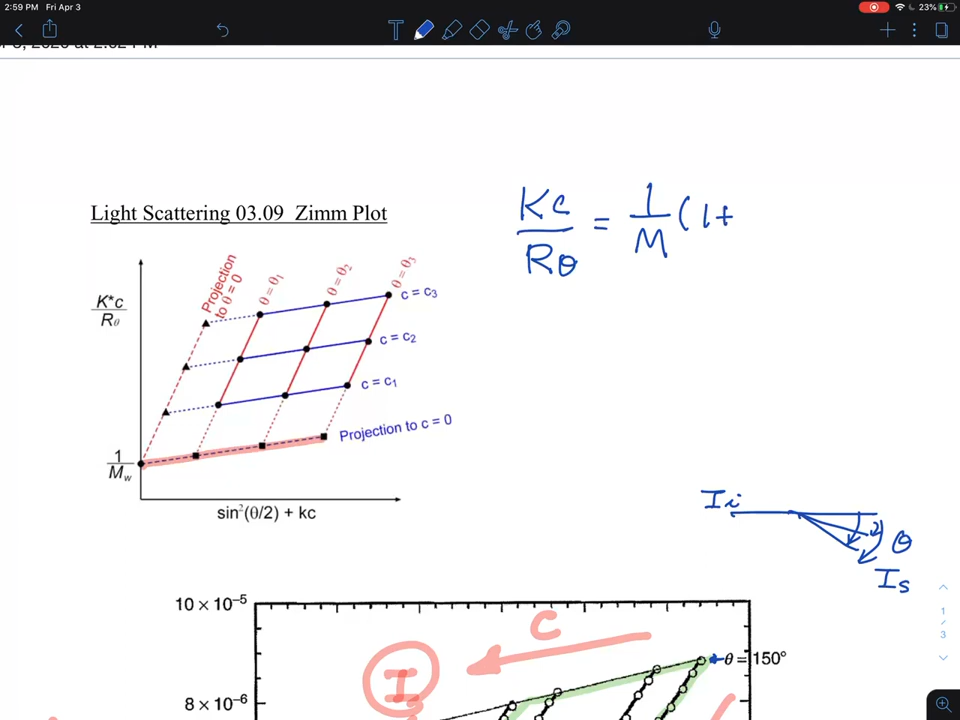 2:59 PM Fri Apr 3
23%
Light Scattering 03.09 Zimm Plot
Kc/Rθ = 1/M (1+
K*c/Rθ
Projection to θ = 0
θ = θ₁
θ = θ₂
θ = θ₃
c = c₃
c = c₂
c = c₁
Projection to c = 0
1/Mw
sin²(θ/2) + kc
Ii
θ
Is
1
/
3
10 × 10⁻⁵
C
I
θ = 150°
8 × 10⁻⁶